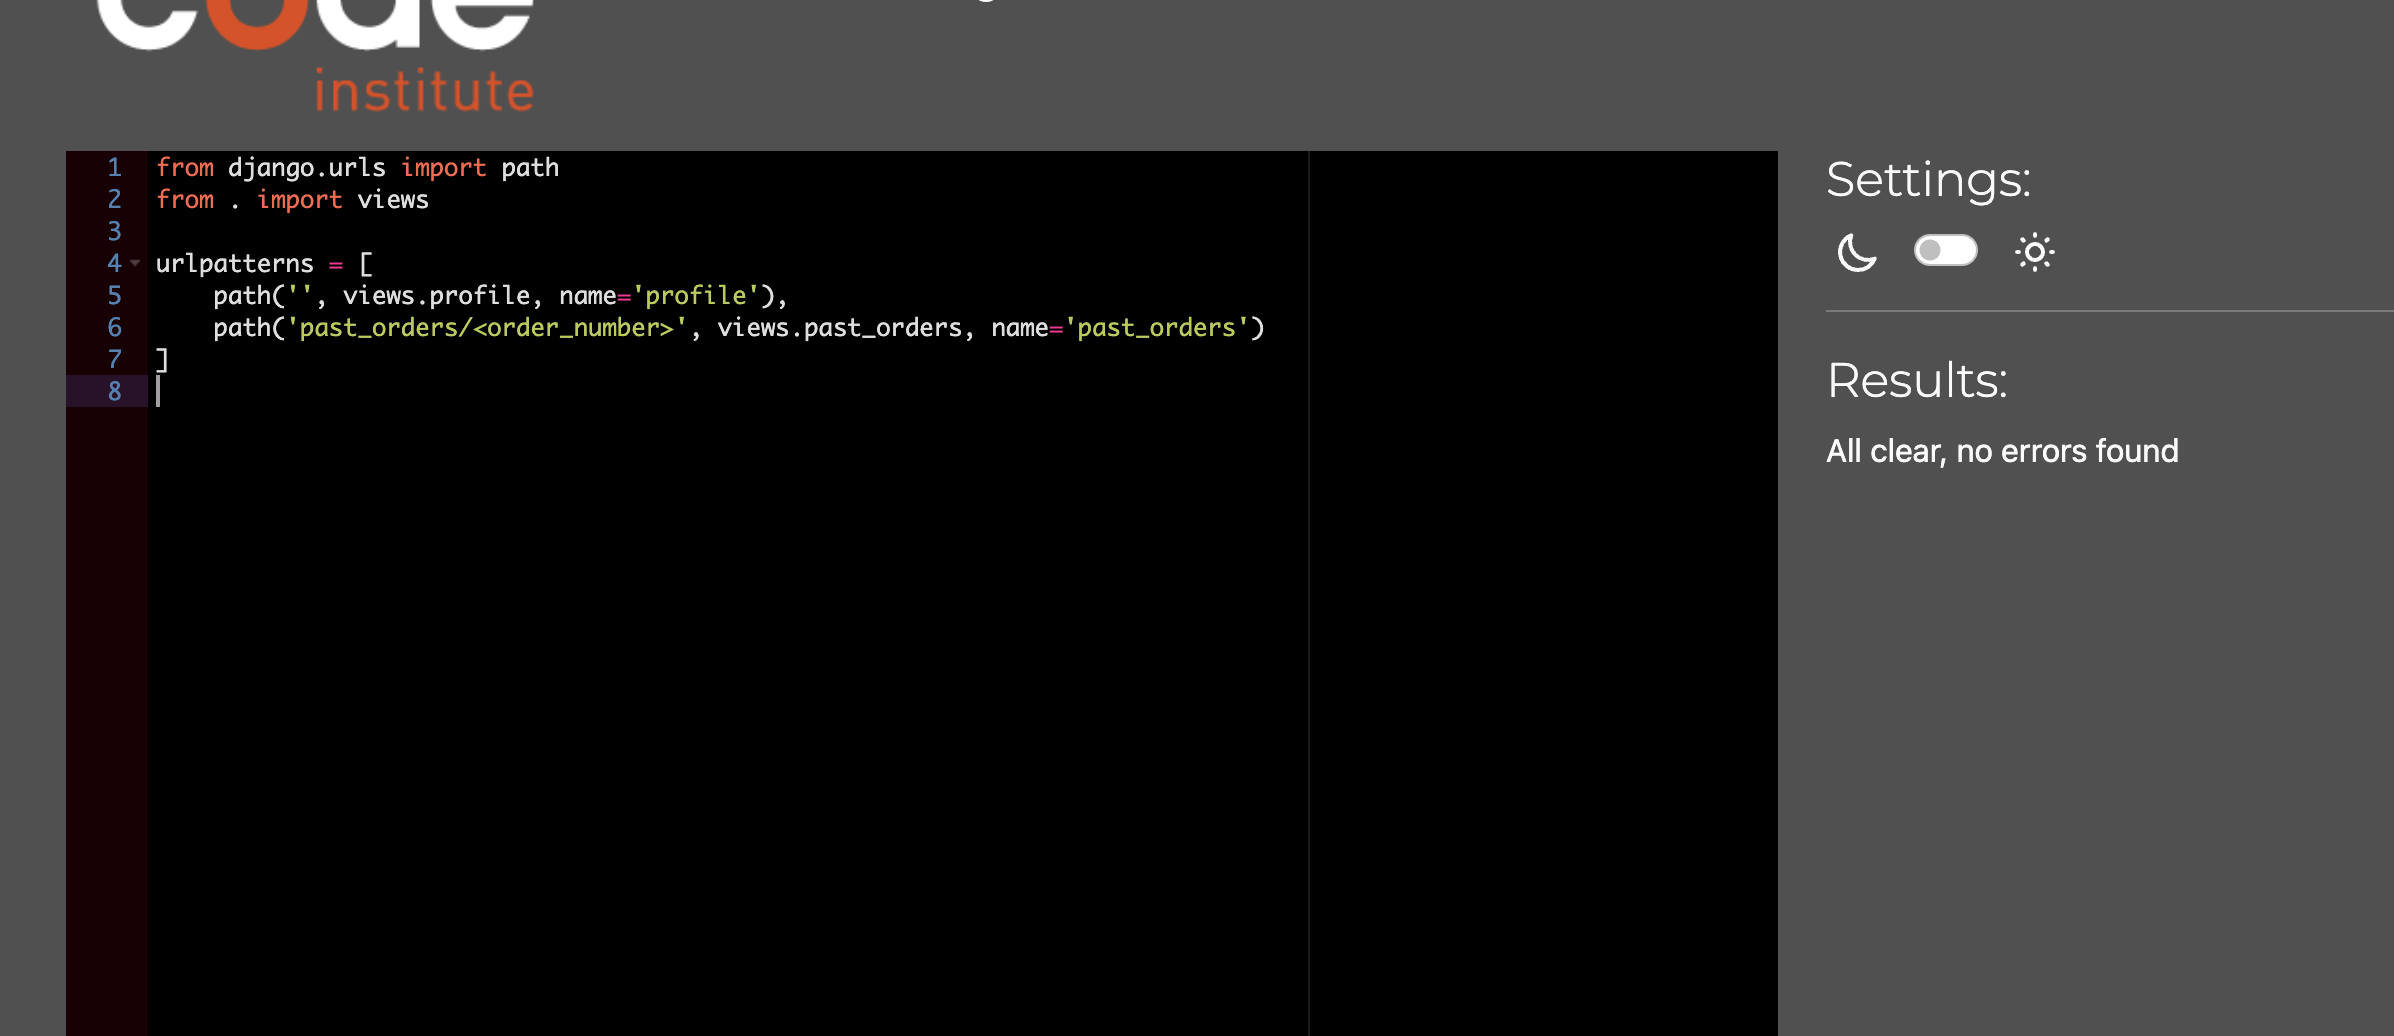 code
institute
1 from django.urls import path
2 from . import views
3
4 urlpatterns = [
5     path('', views.profile, name='profile'),
6     path('past_orders/<order_number>', views.past_orders, name='past_orders')
7 ]
8
Settings:
Results:
All clear, no errors found